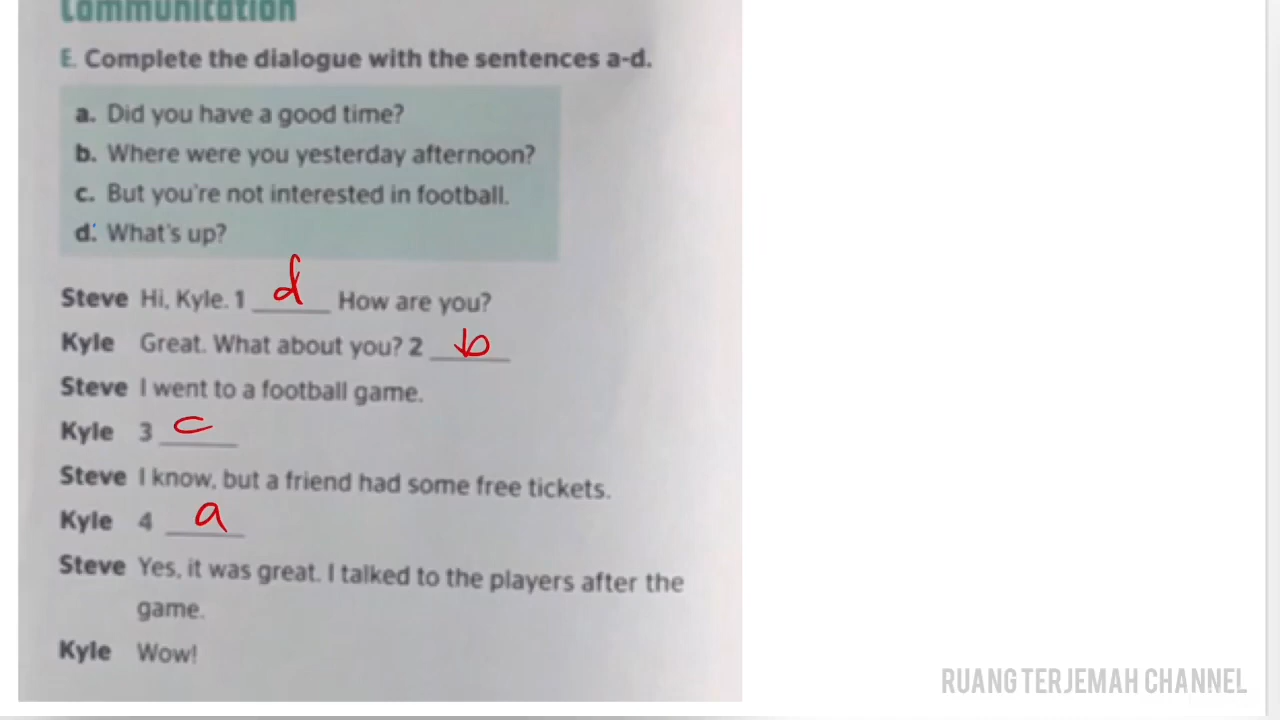 Communication
E. Complete the dialogue with the sentences a-d.
a. Did you have a good time?
b. Where were you yesterday afternoon?
c. But you're not interested in football.
d. What's up?
Steve Hi, Kyle. 1 d How are you?
Kyle Great. What about you? 2 b
Steve I went to a football game.
Kyle 3 c
Steve I know, but a friend had some free tickets.
Kyle 4 a
Steve Yes, it was great. I talked to the players after the
game.
Kyle Wow!
RUANG TERJEMAH CHANNEL